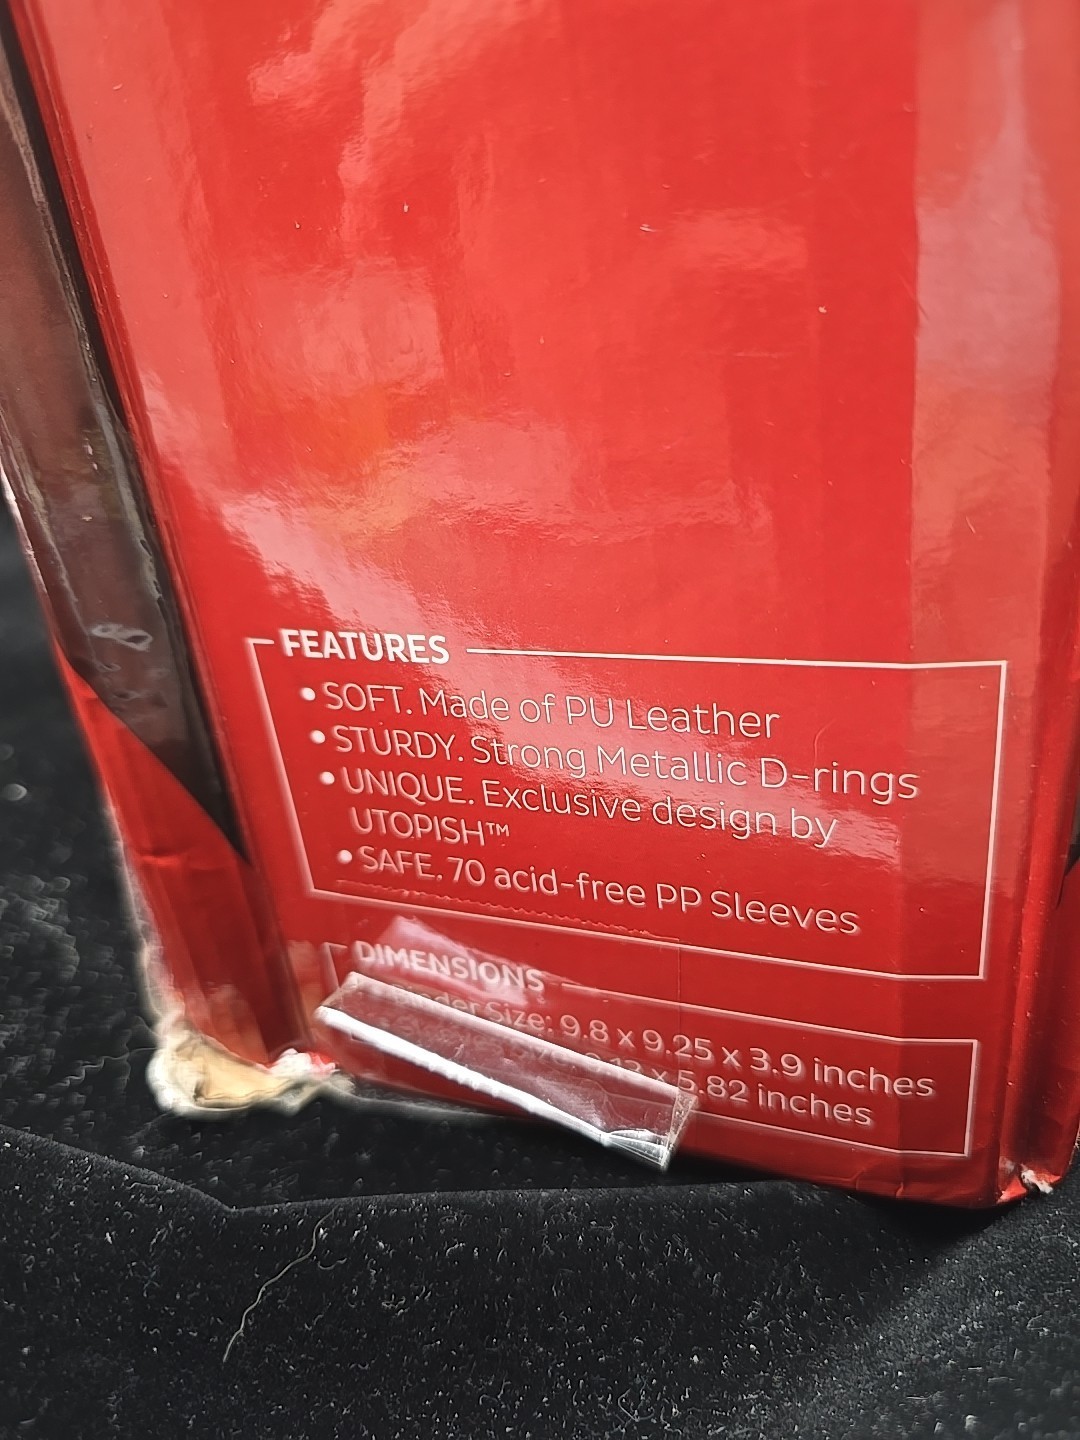 FEATURES
• SOFT. Made of PU Leather
• STURDY. Strong Metallic D-rings
• UNIQUE. Exclusive design by
UTOPISH™
• SAFE. 70 acid-free PP Sleeves
DIMENSIONS
Binder Size: 9.8 x 9.25 x 3.9 inches
x 5.82 inches